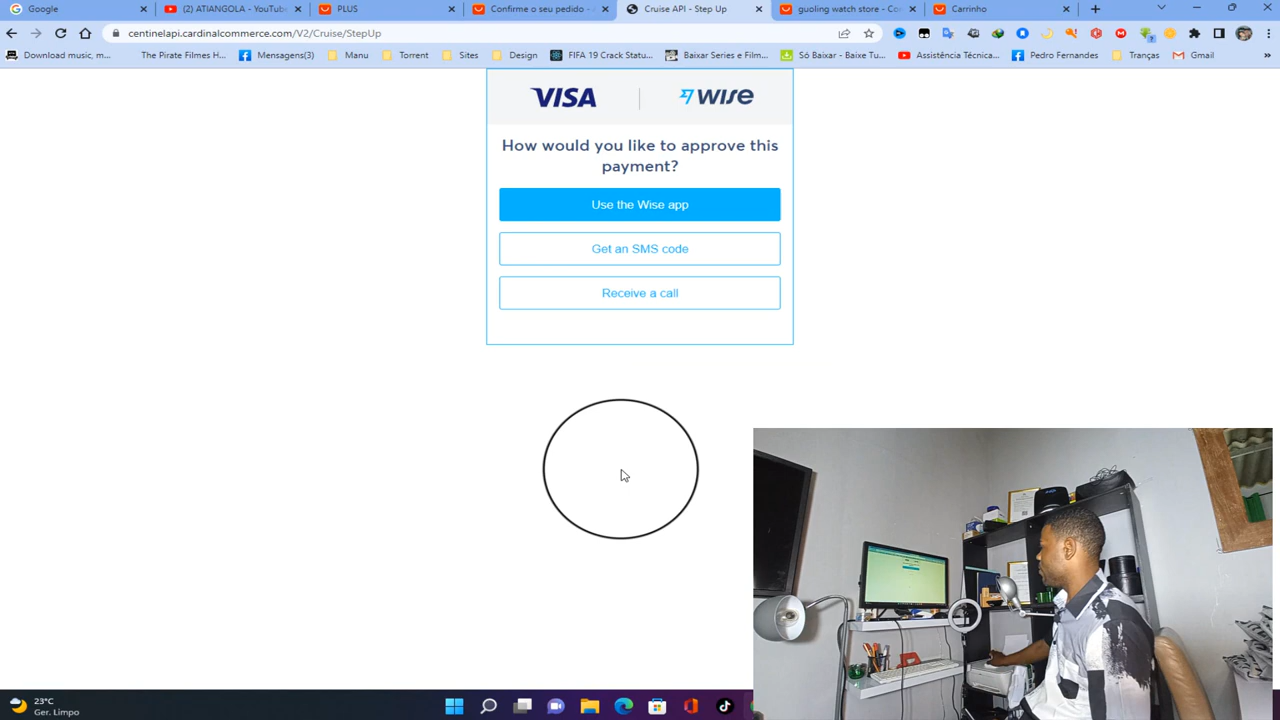 Google
(2) ATIANGOLA - YouTube
PLUS
Confirme o seu pedido - A
Cruise API - Step Up
guoling watch store - Con
Carrinho
centinelapi.cardinalcommerce.com/V2/Cruise/StepUp
Download music, m...
The Pirate Filmes H...
Mensagens(3)
Manu
Torrent
Sites
Design
FIFA 19 Crack Statu...
Baixar Series e Film...
Só Baixar - Baixe Tu...
Assistência Técnica...
Pedro Fernandes
Tranças
Gmail
»
VISA
WISE
How would you like to approve this
payment?
Use the Wise app
Get an SMS code
Receive a call
23°C
Ger. Limpo